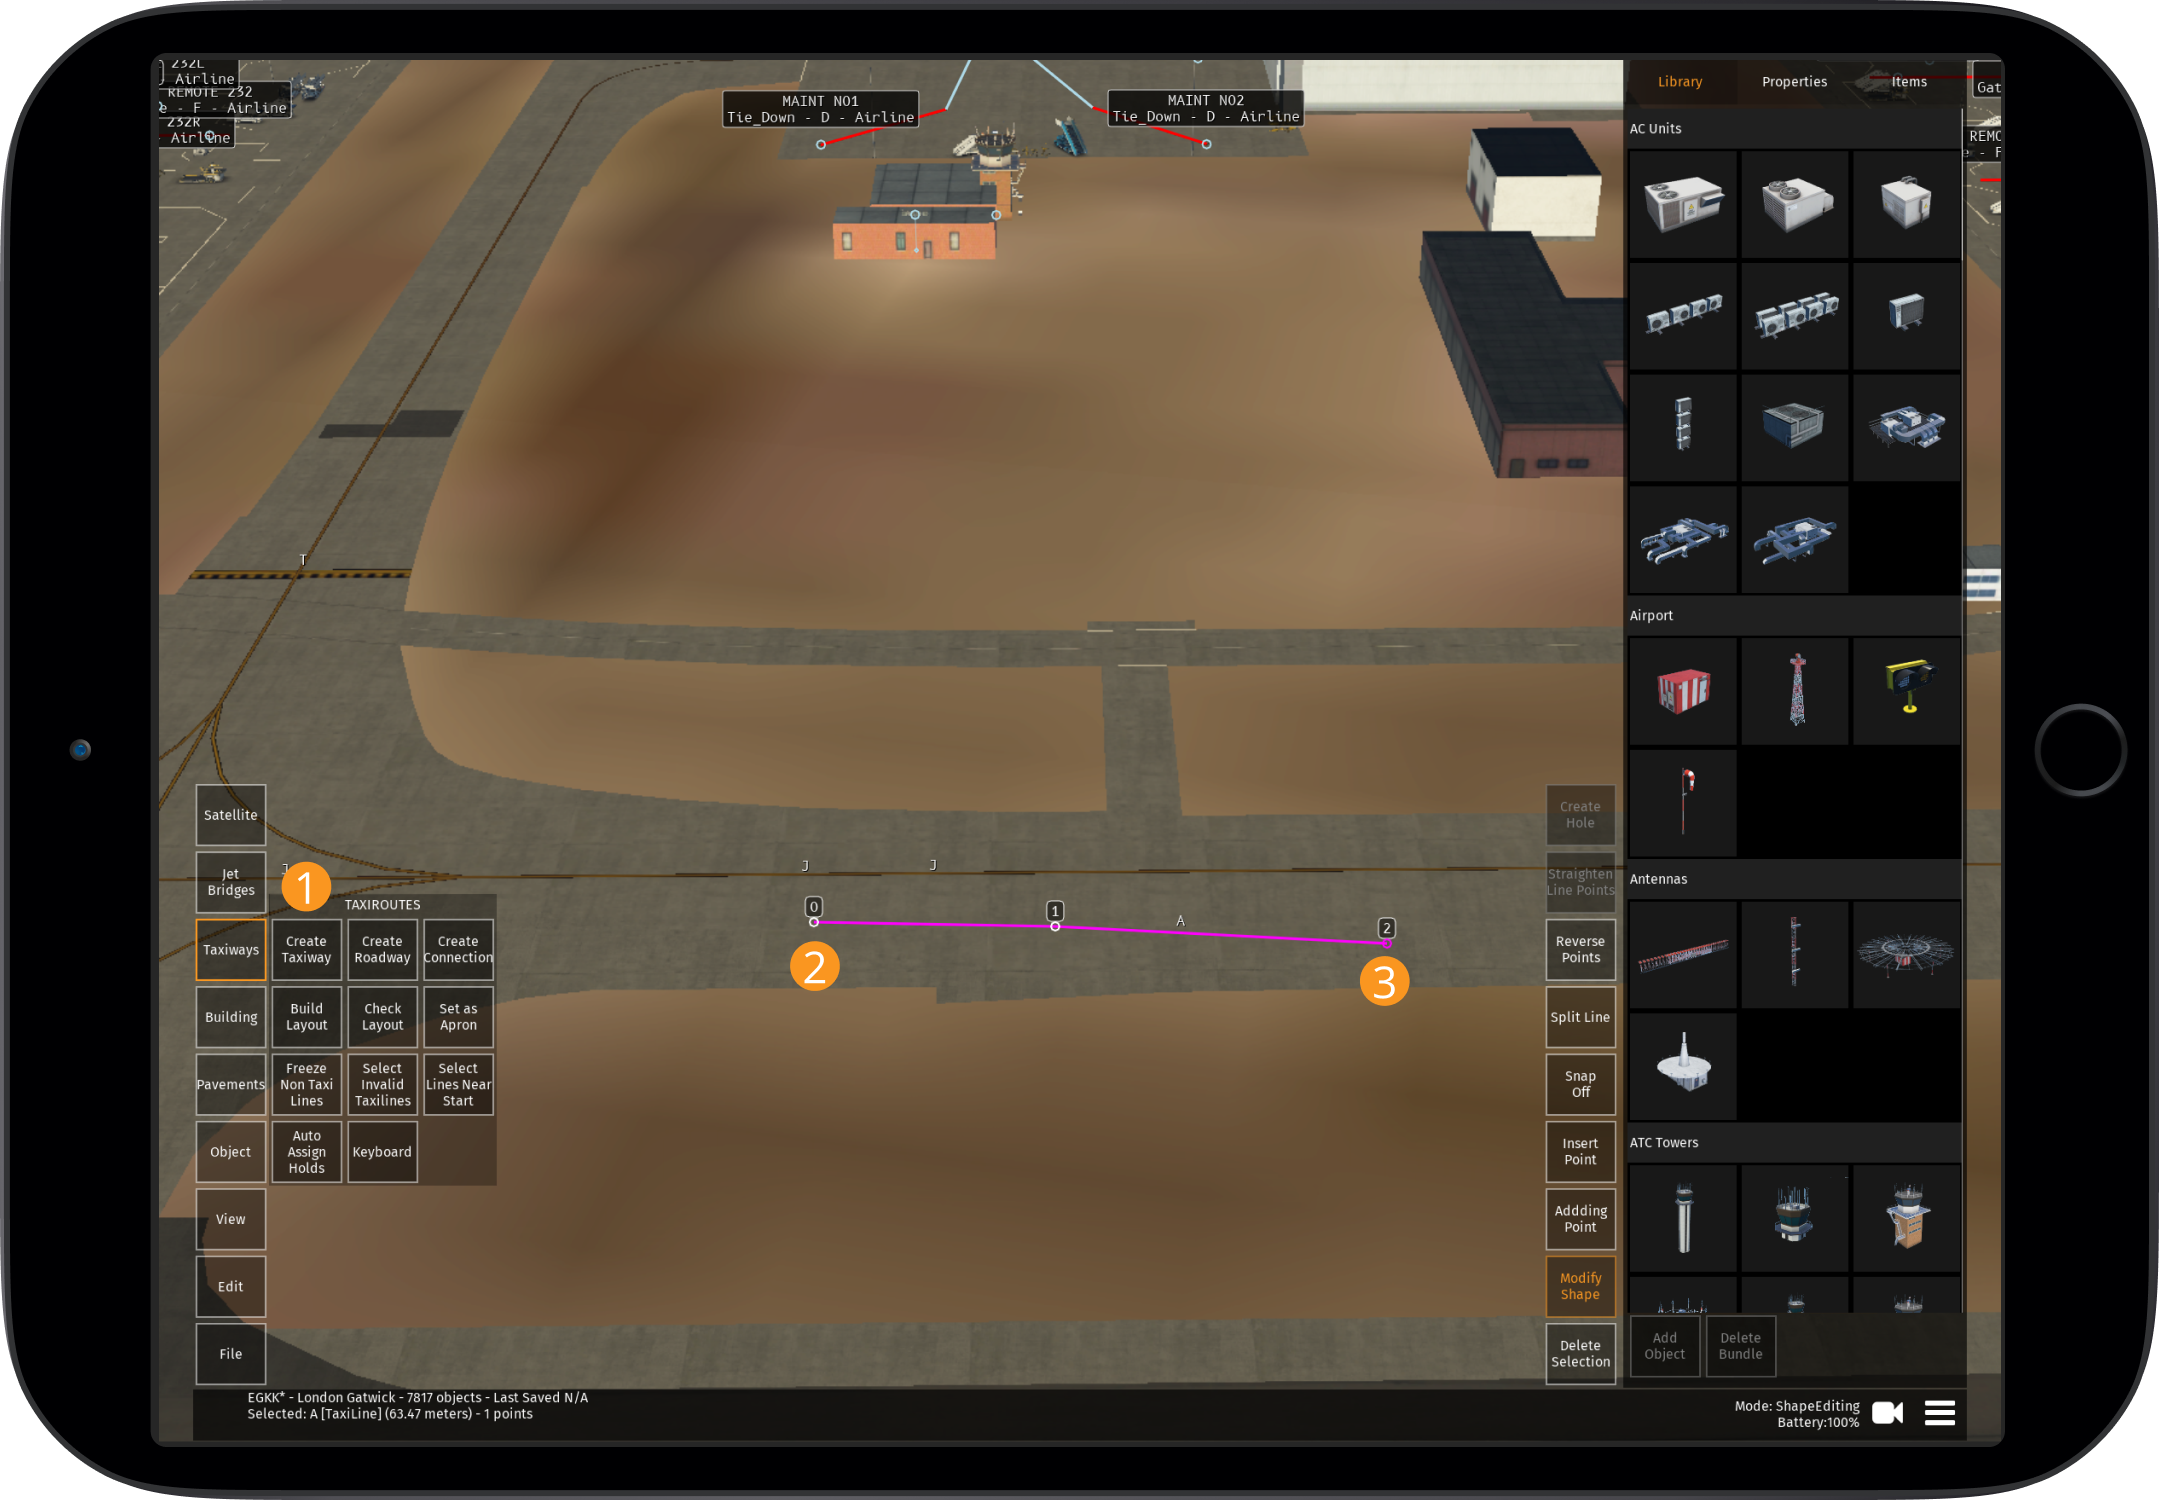 232L
Airline
REMOTE 232
e - F - Airline
232R
Airline
MAINT NO1
Tie_Down - D - Airline
MAINT NO2
Tie_Down - D - Airline
Library
Properties
Items
Gat
REMO
e - F
AC Units
Airport
Antennas
ATC Towers
T
J
J
J
A
0
1
2
1
2
3
Satellite
Jet
Bridges
Taxiways
Building
Pavements
Object
View
Edit
File
TAXIROUTES
Create
Taxiway
Create
Roadway
Create
Connection
Build
Layout
Check
Layout
Set as
Apron
Freeze
Non Taxi
Lines
Select
Invalid
Taxilines
Select
Lines Near
Start
Auto
Assign
Holds
Keyboard
Create
Hole
Straighten
Line Points
Reverse
Points
Split Line
Snap
Off
Insert
Point
Addding
Point
Modify
Shape
Delete
Selection
Add
Object
Delete
Bundle
EGKK* - London Gatwick - 7817 objects - Last Saved N/A
Selected: A [TaxiLine] (63.47 meters) - 1 points
Mode: ShapeEditing
Battery:100%